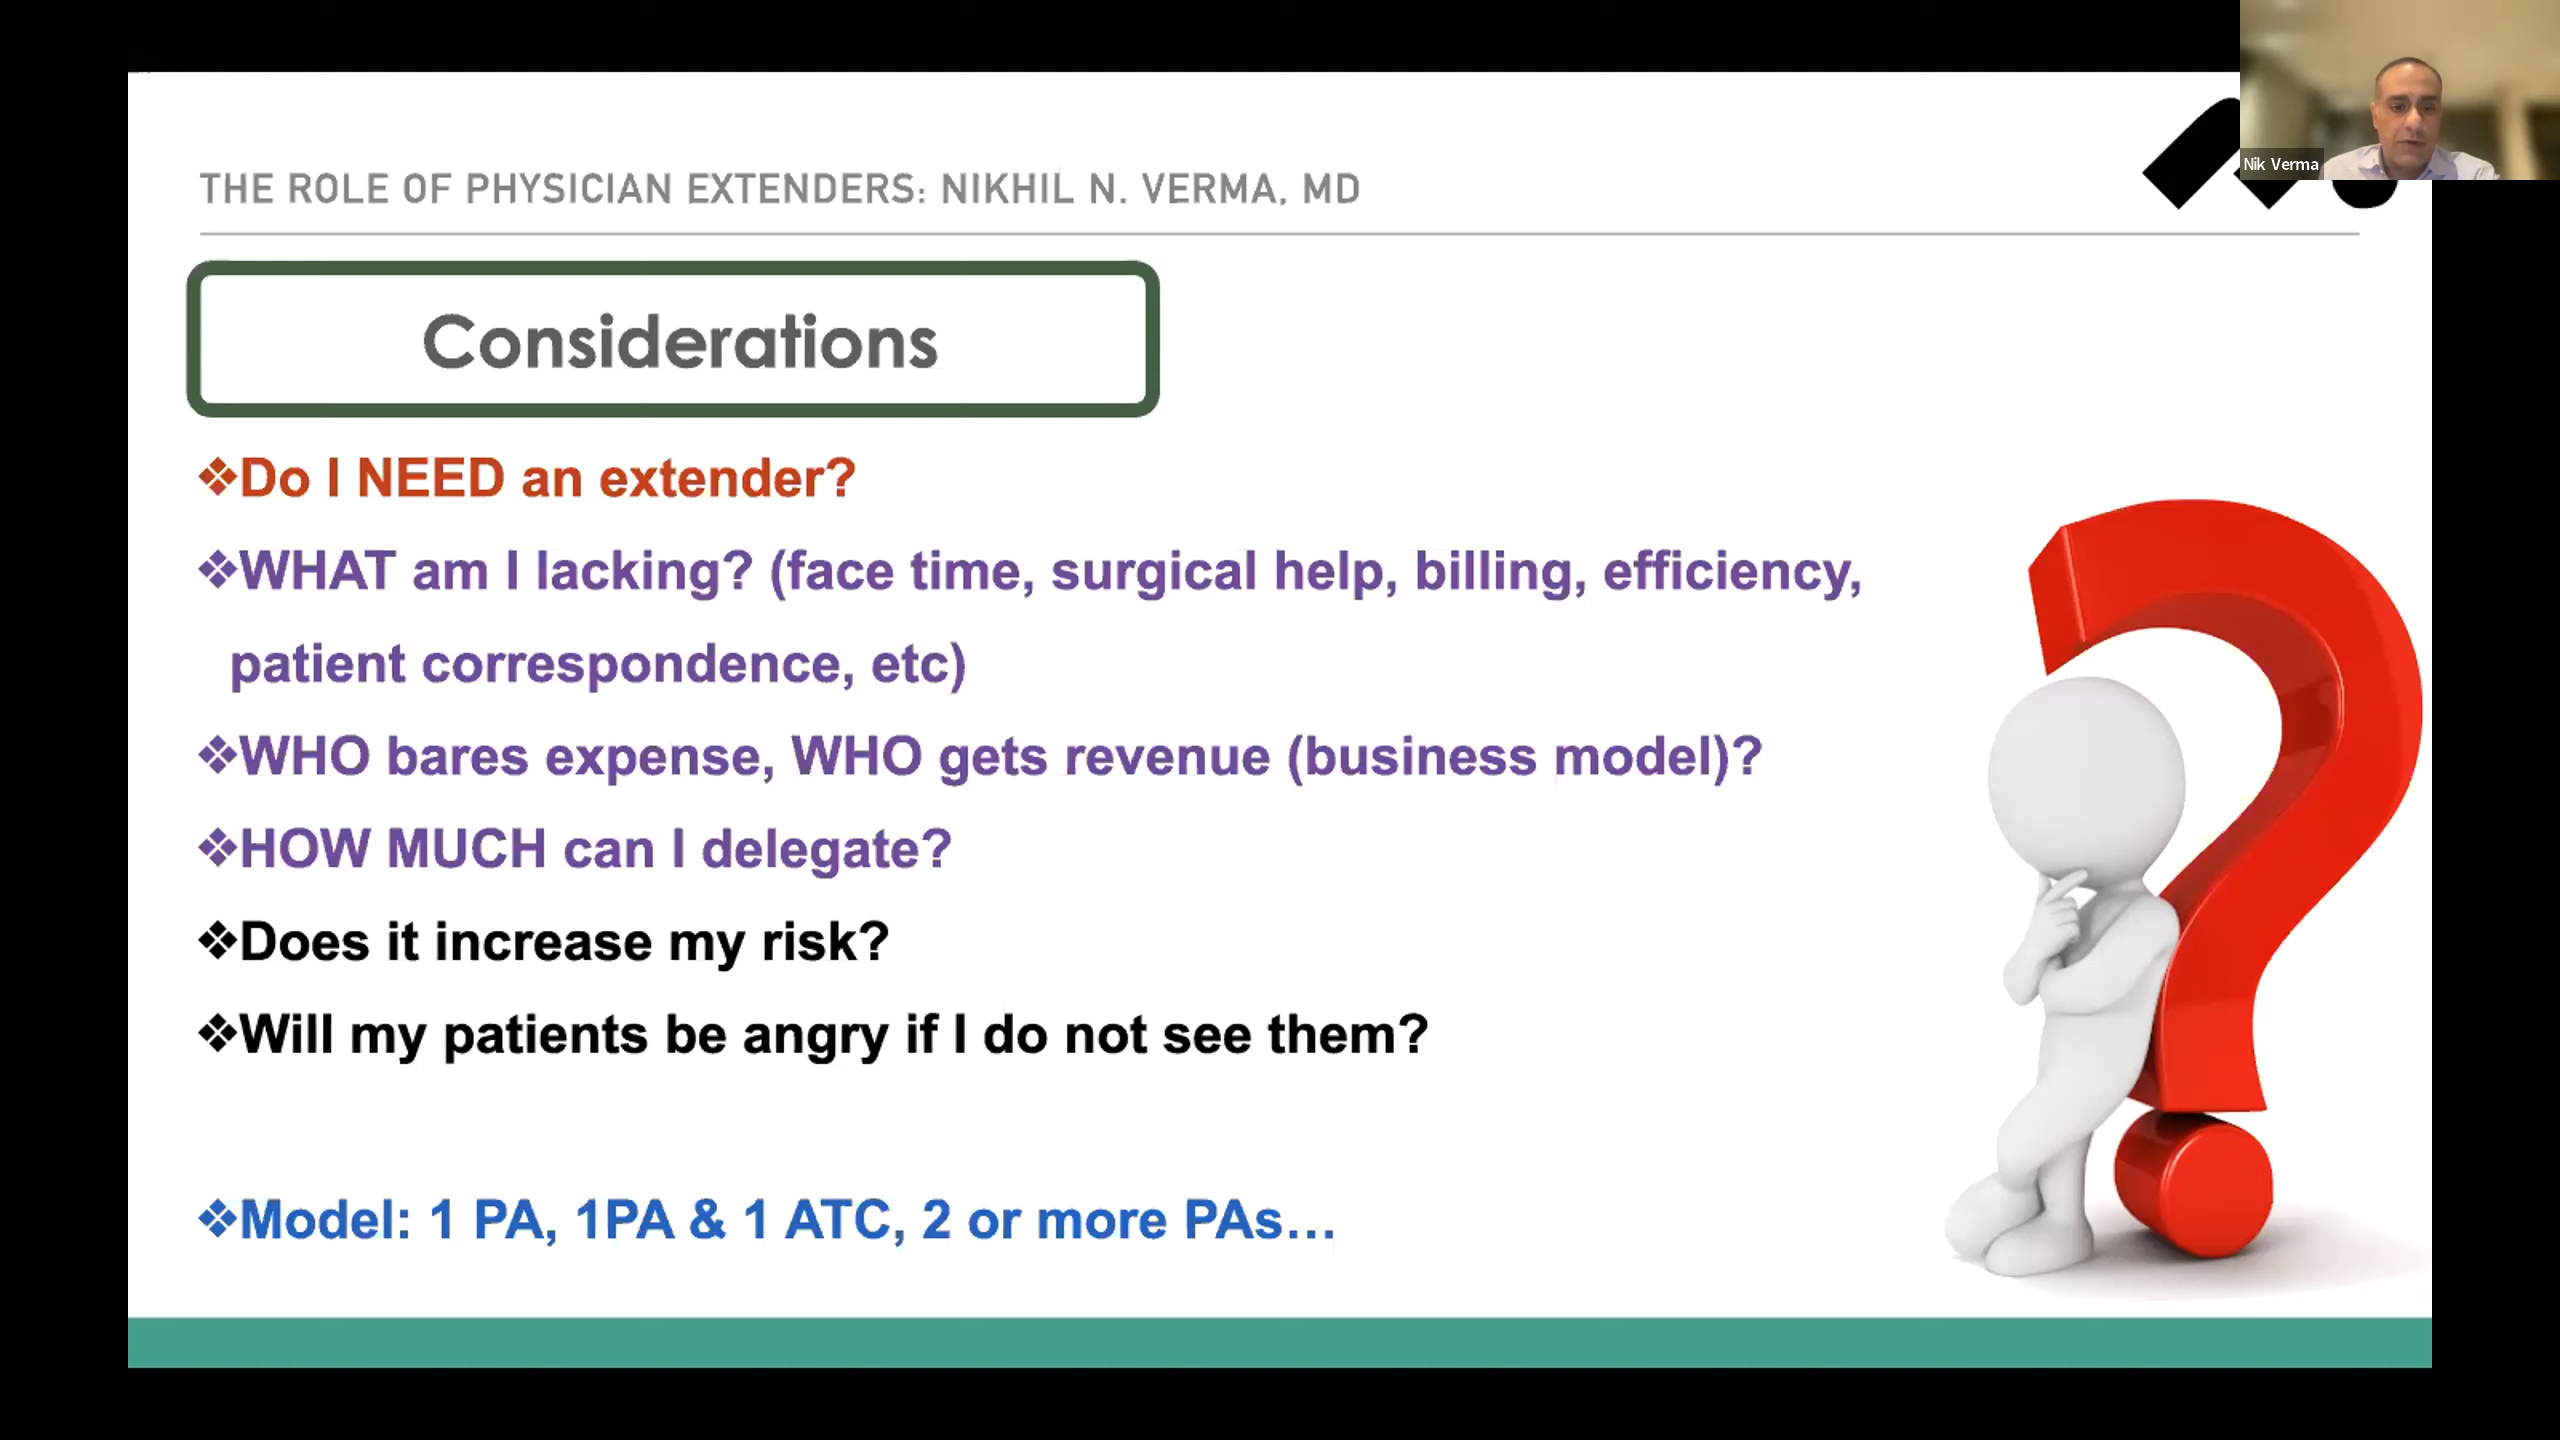 THE ROLE OF PHYSICIAN EXTENDERS: NIKHIL N. VERMA, MD
Nik Verma
Considerations
❖Do I NEED an extender?
❖WHAT am I lacking? (face time, surgical help, billing, efficiency,
patient correspondence, etc)
❖WHO bares expense, WHO gets revenue (business model)?
❖HOW MUCH can I delegate?
❖Does it increase my risk?
❖Will my patients be angry if I do not see them?
❖Model: 1 PA, 1PA & 1 ATC, 2 or more PAs…